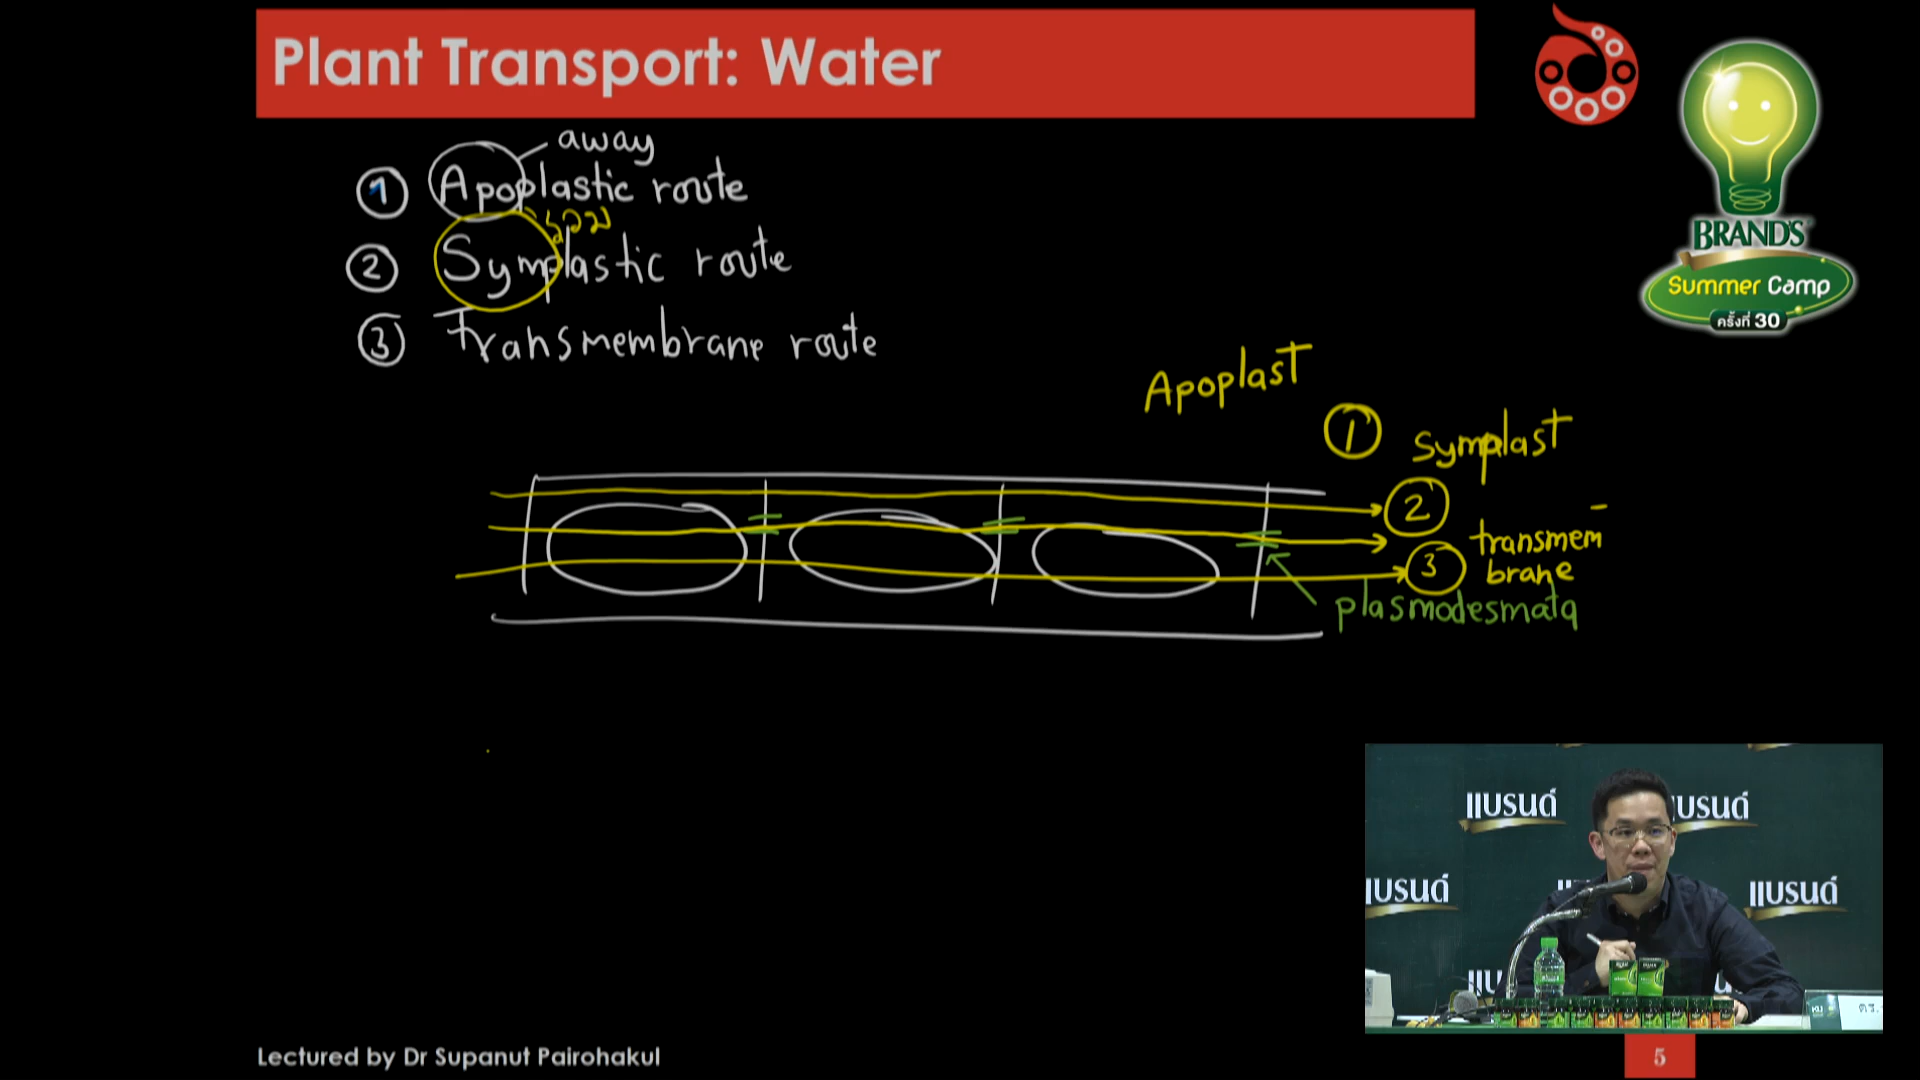 Plant Transport: Water
away
1 Apoplastic route
รวม
2 Symplastic route
3 Transmembrane route
BRAND'S
Summer Camp
ครั้งที่ 30
Apoplast
1 symplast
2
transmem-
3 brane
plasmodesmata
แบรนด์
แบรนด์
แบรนด์
แบรนด์
ดร.
Lectured by Dr Supanut Pairohakul
5